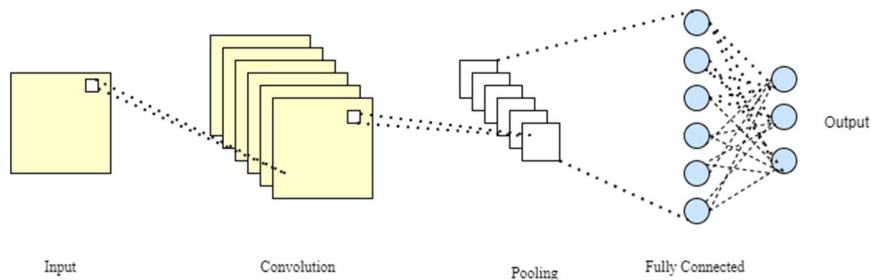 Input
Convolution
Pooling
Fully Connected
Output